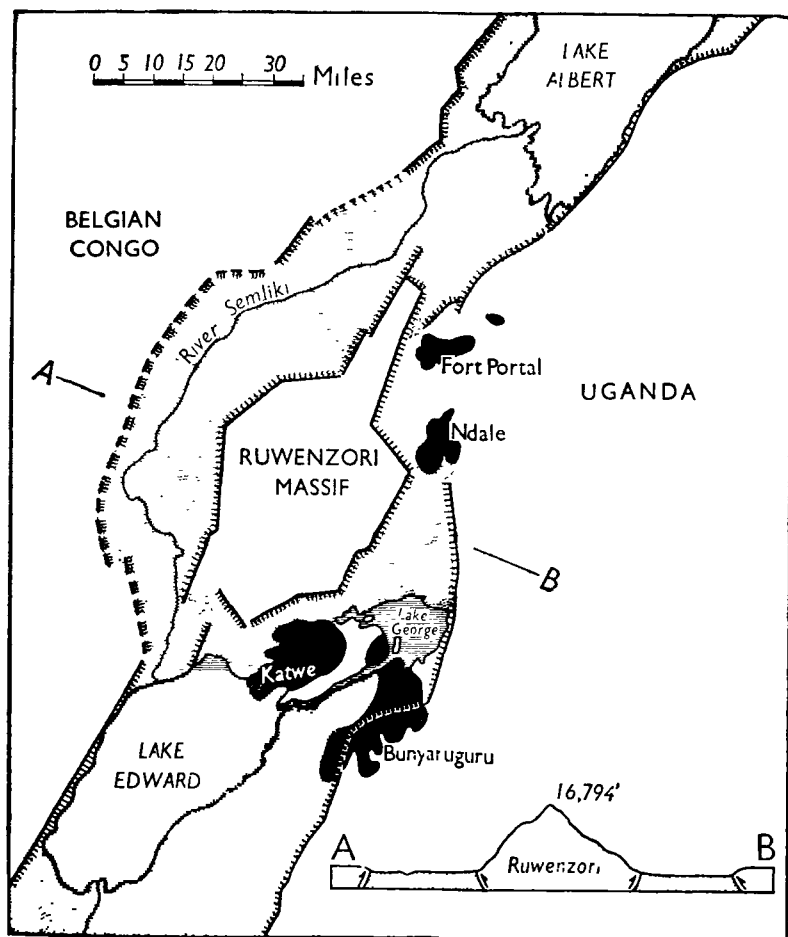 0 5 10 15 20 30 Miles
LAKE
ALBERT
BELGIAN
CONGO
River Semliki
A
Fort Portal
UGANDA
Ndale
RUWENZORI
MASSIF
B
Lake
George
Katwe
LAKE
EDWARD
Bunyaruguru
16,794'
A
B
Ruwenzori